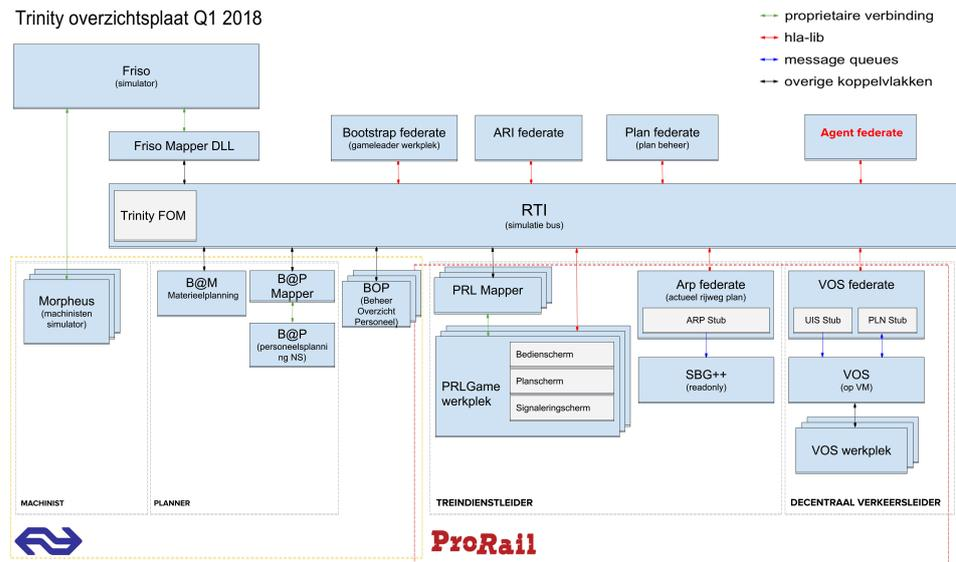 Trinity overzichtsplaat Q1 2018
proprietaire verbinding
hla-lib
message queues
overige koppelvlakken
Friso
(simulator)
Friso Mapper DLL
Bootstrap federate
(gameleader werkplek)
ARI federate
Plan federate
(plan beheer)
Agent federate
Trinity FOM
RTI
(simulatie bus)
Morpheus
(machinisten
simulator)
B@M
Materieelplanning
B@P
Mapper
B@P
(personeelsplanni
ng NS)
BOP
(Beheer
Overzicht
Personeel)
PRL Mapper
PRLGame
werkplek
Bedienscherm
Planscherm
Signaleringscherm
Arp federate
(actueel rijweg plan)
ARP Stub
SBG++
(readonly)
VOS federate
UIS Stub
PLN Stub
VOS
(op VM)
VOS werkplek
MACHINIST
PLANNER
TREINDIENSTLEIDER
DECENTRAAL VERKEERSLEIDER
ProRail